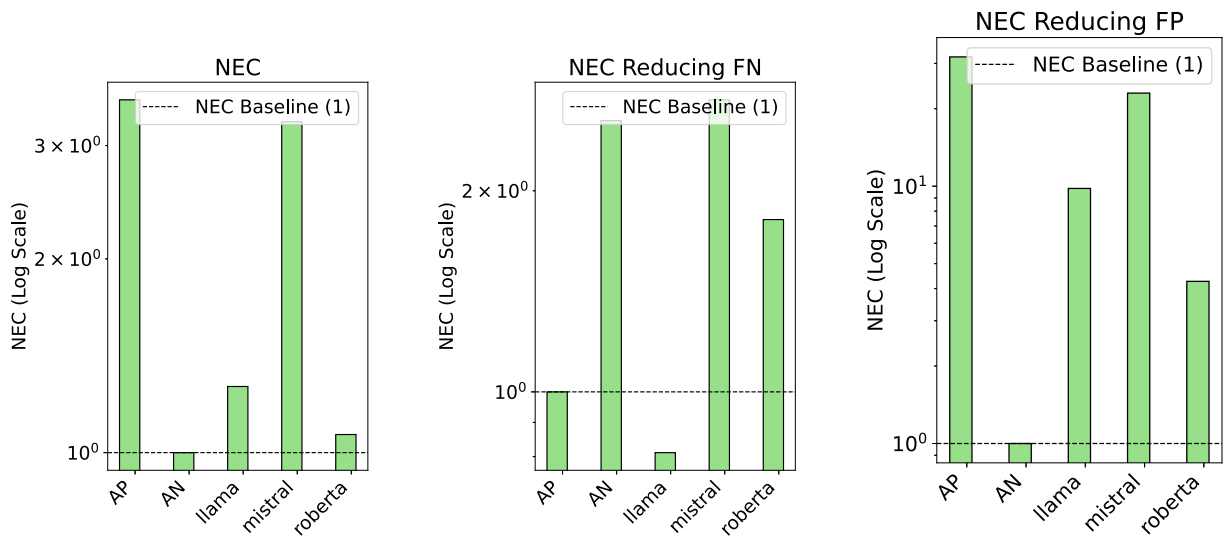 NEC
NEC Baseline (1)
3 × 10⁰
2 × 10⁰
10⁰
NEC (Log Scale)
AP
AN
llama
mistral
roberta
NEC Reducing FN
NEC Baseline (1)
2 × 10⁰
10⁰
NEC (Log Scale)
AP
AN
llama
mistral
roberta
NEC Reducing FP
NEC Baseline (1)
10¹
10⁰
NEC (Log Scale)
AP
AN
llama
mistral
roberta